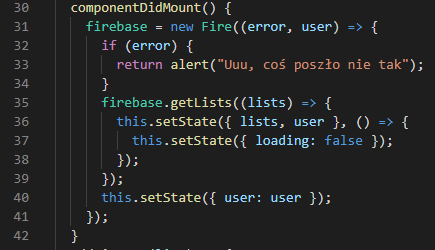 30 componentDidMount() {
31 firebase = new Fire((error, user) => {
32 if (error) {
33 return alert("Uuu, coś poszło nie tak");
34 }
35 firebase.getLists((lists) => {
36 this.setState({ lists, user }, () => {
37 this.setState({ loading: false });
38 });
39 });
40 this.setState({ user: user });
41 });
42 }